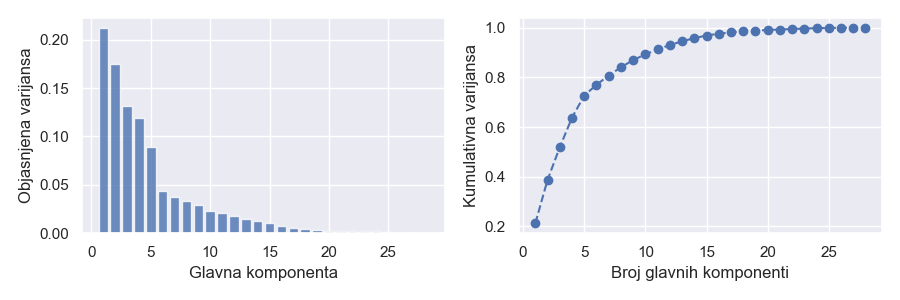 Objasnjena varijansa
0.20
0.15
0.10
0.05
0.00
0 5 10 15 20 25
Glavna komponenta
Kumulativna varijansa
1.0
0.8
0.6
0.4
0.2
0 5 10 15 20 25
Broj glavnih komponenti